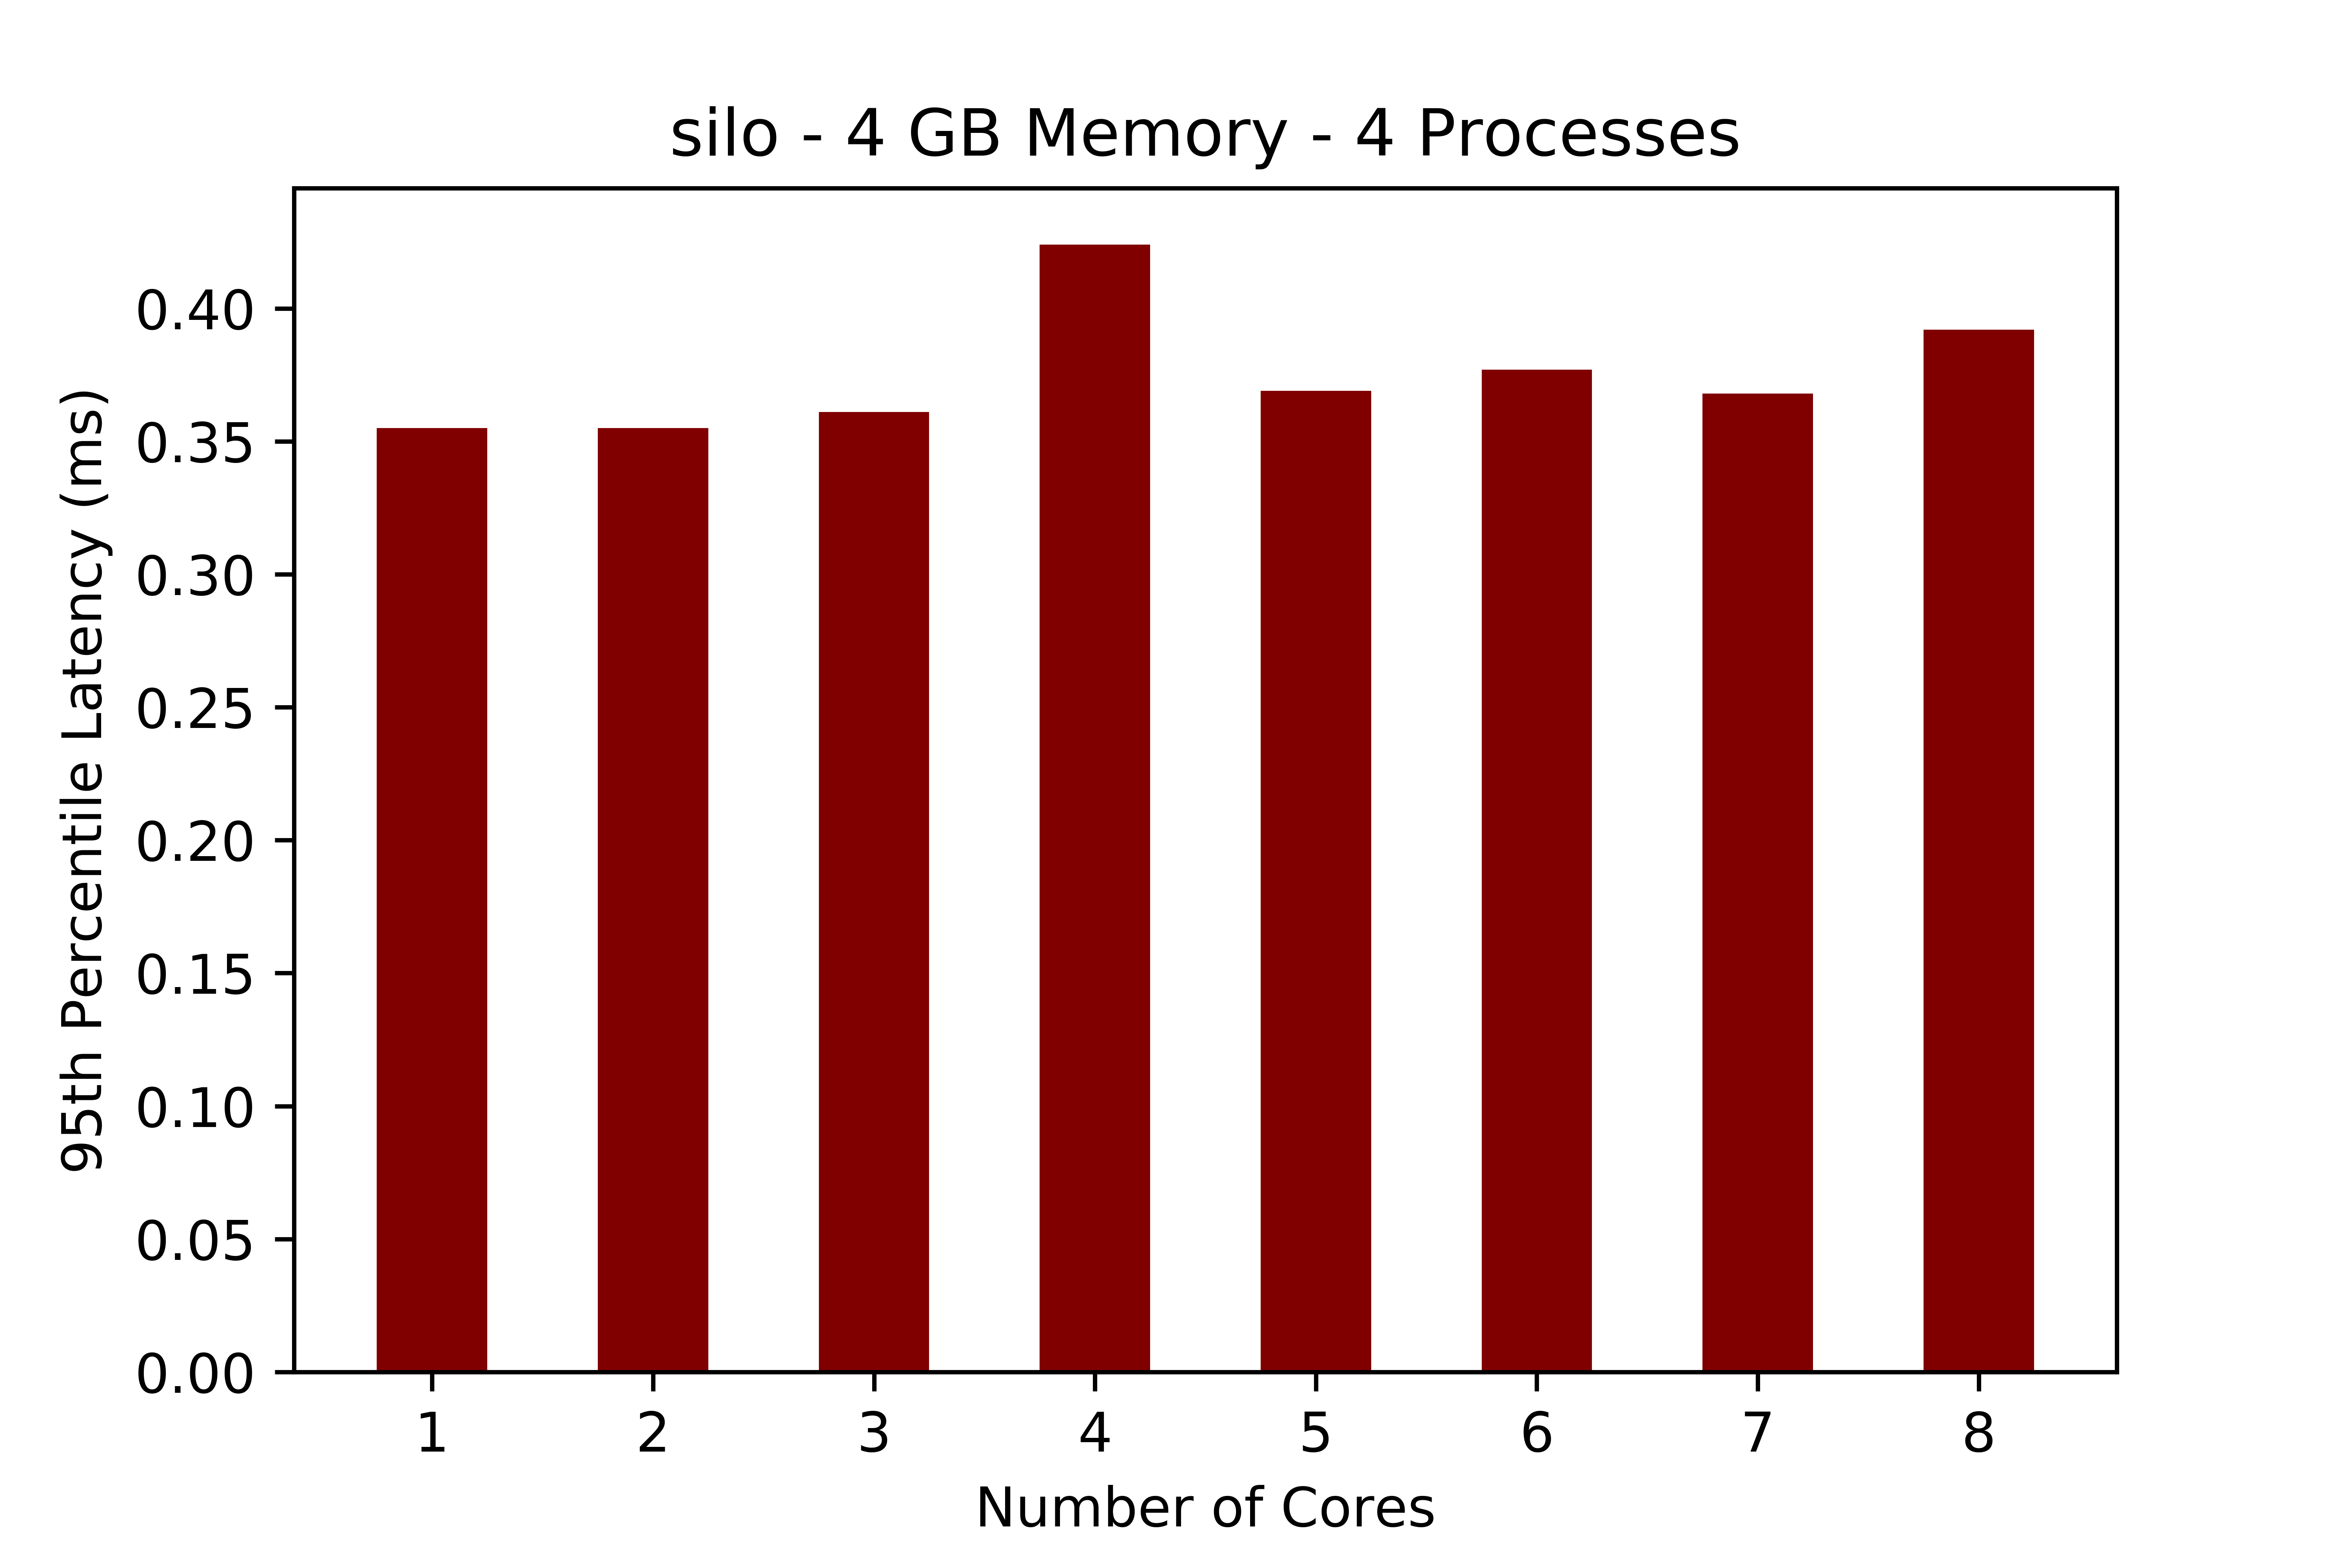 silo - 4 GB Memory - 4 Processes
95th Percentile Latency (ms)
0.40
0.35
0.30
0.25
0.20
0.15
0.10
0.05
0.00
1 2 3 4 5 6 7 8
Number of Cores